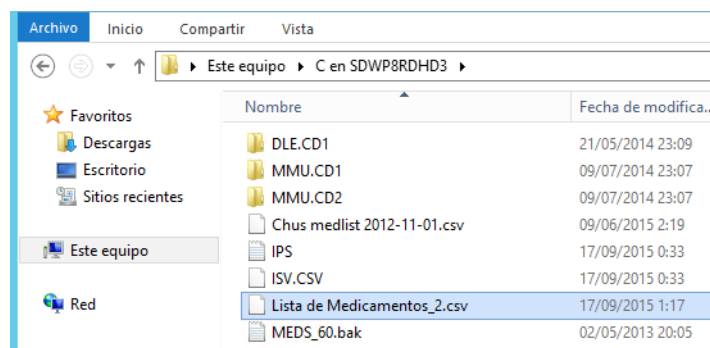 Archivo Inicio Compartir Vista
Este equipo C en SDWP8RDHD3
Favoritos
Descargas
Escritorio
Sitios recientes
Este equipo
Red
Nombre Fecha de modifica...
DLE.CD1 21/05/2014 23:09
MMU.CD1 09/07/2014 23:07
MMU.CD2 09/07/2014 23:07
Chus medlist 2012-11-01.csv 09/06/2015 2:19
IPS 17/09/2015 0:33
ISV.CSV 17/09/2015 0:33
Lista de Medicamentos_2.csv 17/09/2015 1:17
MEDS_60.bak 02/05/2013 20:05